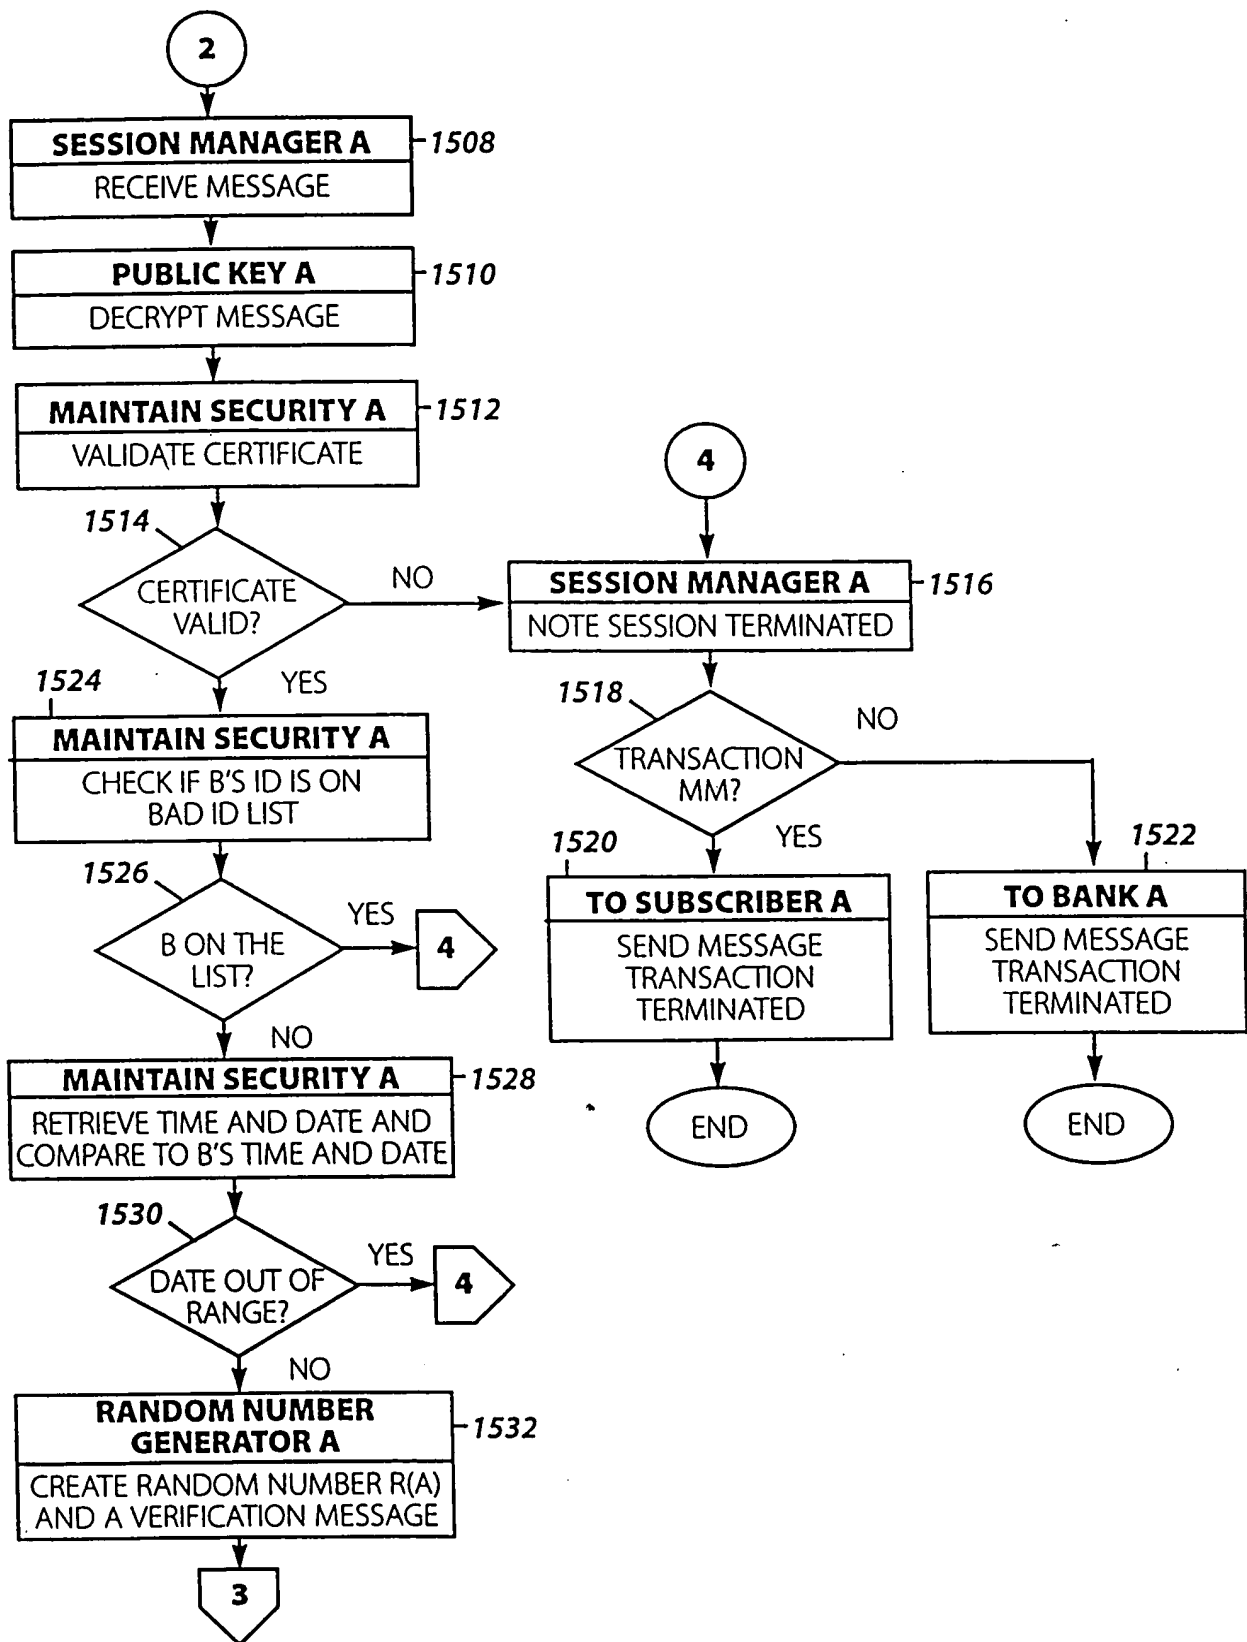 2
SESSION MANAGER A
1508
RECEIVE MESSAGE
PUBLIC KEY A
1510
DECRYPT MESSAGE
MAINTAIN SECURITY A
1512
VALIDATE CERTIFICATE
1514
CERTIFICATE
VALID?
NO
YES
4
SESSION MANAGER A
1516
NOTE SESSION TERMINATED
1518
TRANSACTION
MM?
NO
YES
1520
TO SUBSCRIBER A
SEND MESSAGE
TRANSACTION
TERMINATED
END
1522
TO BANK A
SEND MESSAGE
TRANSACTION
TERMINATED
END
1524
MAINTAIN SECURITY A
CHECK IF B'S ID IS ON
BAD ID LIST
1526
B ON THE
LIST?
YES
4
NO
MAINTAIN SECURITY A
1528
RETRIEVE TIME AND DATE AND
COMPARE TO B'S TIME AND DATE
1530
DATE OUT OF
RANGE?
YES
4
NO
RANDOM NUMBER
GENERATOR A
1532
CREATE RANDOM NUMBER R(A)
AND A VERIFICATION MESSAGE
3